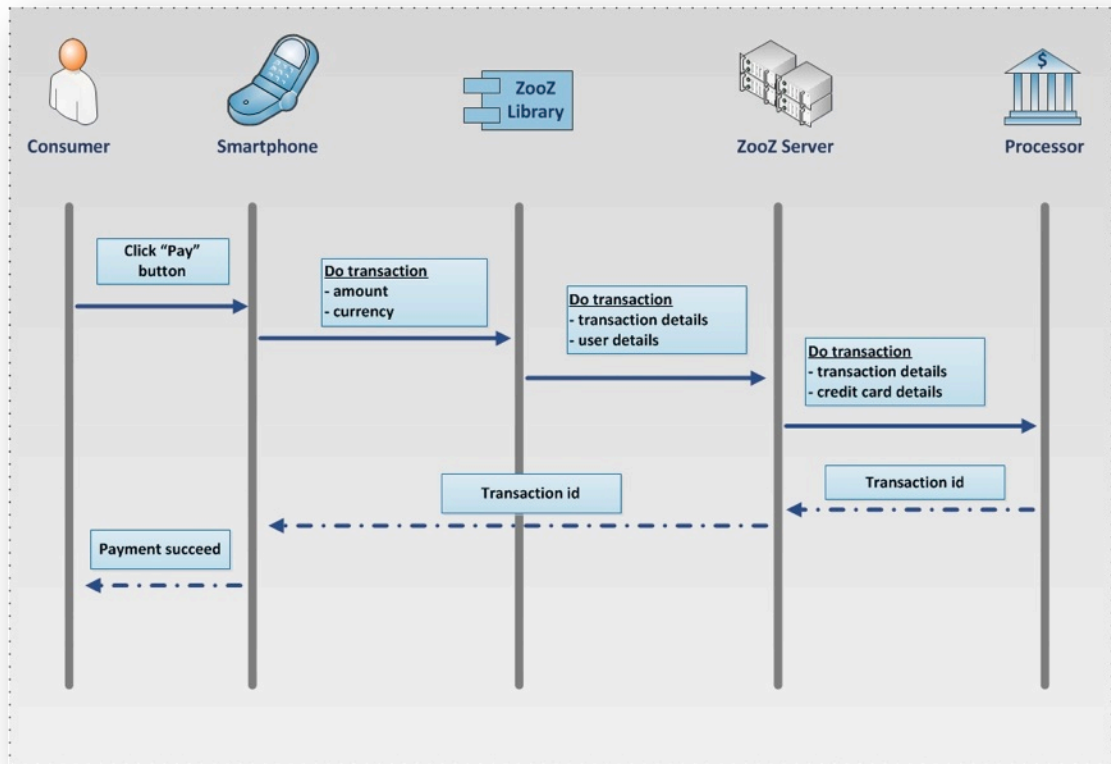 $
ZooZ
Library
Consumer
Smartphone
ZooZ Server
Processor
Click “Pay”
button
Do transaction
- amount
- currency
Do transaction
- transaction details
- user details
Do transaction
- transaction details
- credit card details
Transaction id
Transaction id
Payment succeed